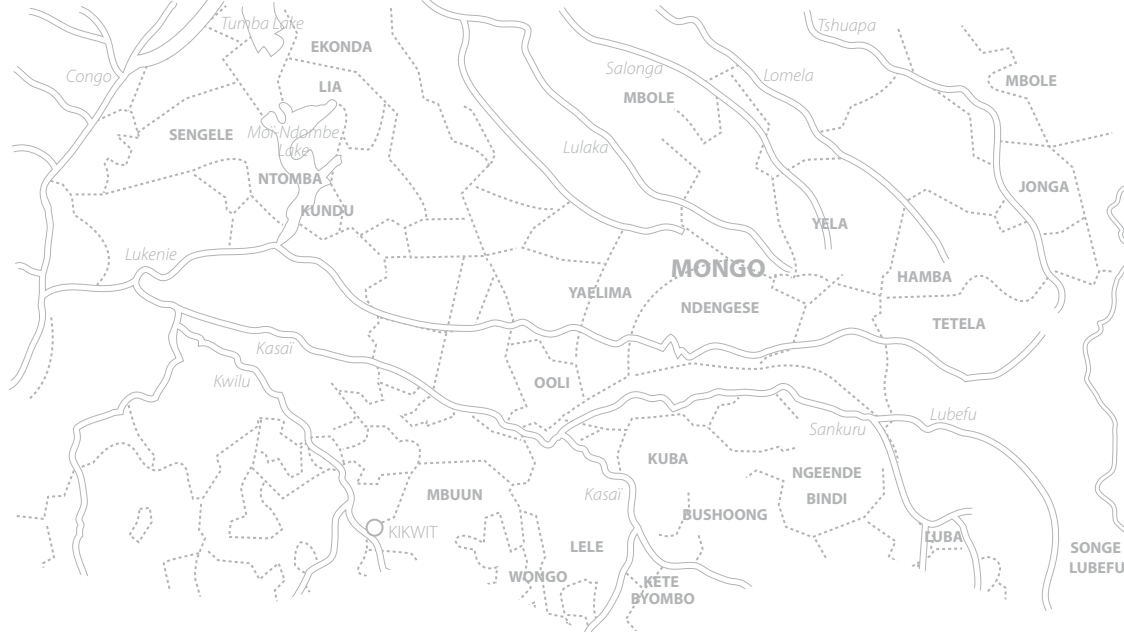 Tumba Lake
Tshuapa
EKONDA
Congo
Salonga
Lomela
MBOLE
LIA
MBOLE
SENGELE
Maï-Ndombe
Lake
Lulaka
NTOMBA
JONGA
KUNDU
YELA
Lukenie
MONGO
HAMBA
YAELIMA
NDENGESE
TETELA
Kasaï
Kwilu
OOLI
Lubefu
Sankuru
KUBA
NGEENDE
BINDI
MBUUN
Kasaï
BUSHOONG
KIKWIT
LUBA
LELE
SONGE
LUBEFU
WONGO
KETE
BYOMBO